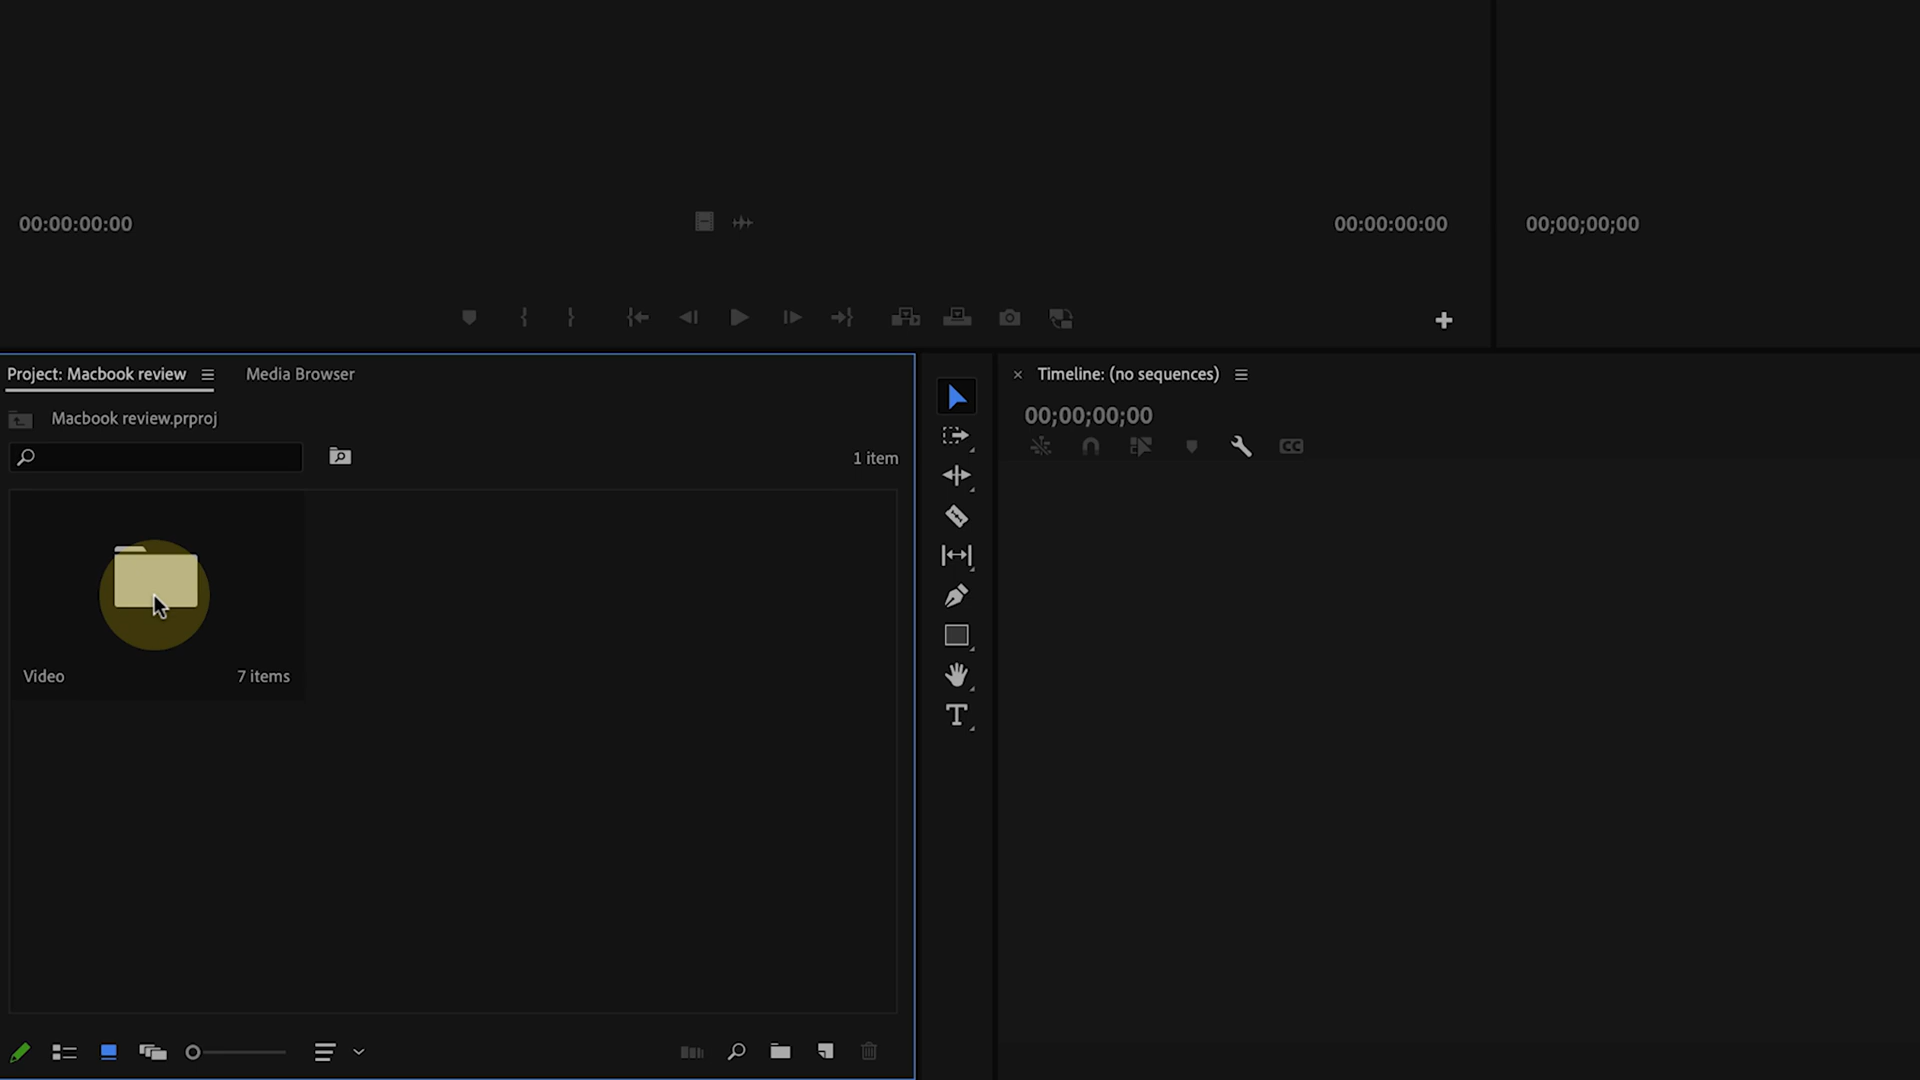 00:00:00:00
00:00:00:00
00;00;00;00
Project: Macbook review
Media Browser
Timeline: (no sequences)
Macbook review.prproj
00;00;00;00
CC
1 item
Video
7 items
T